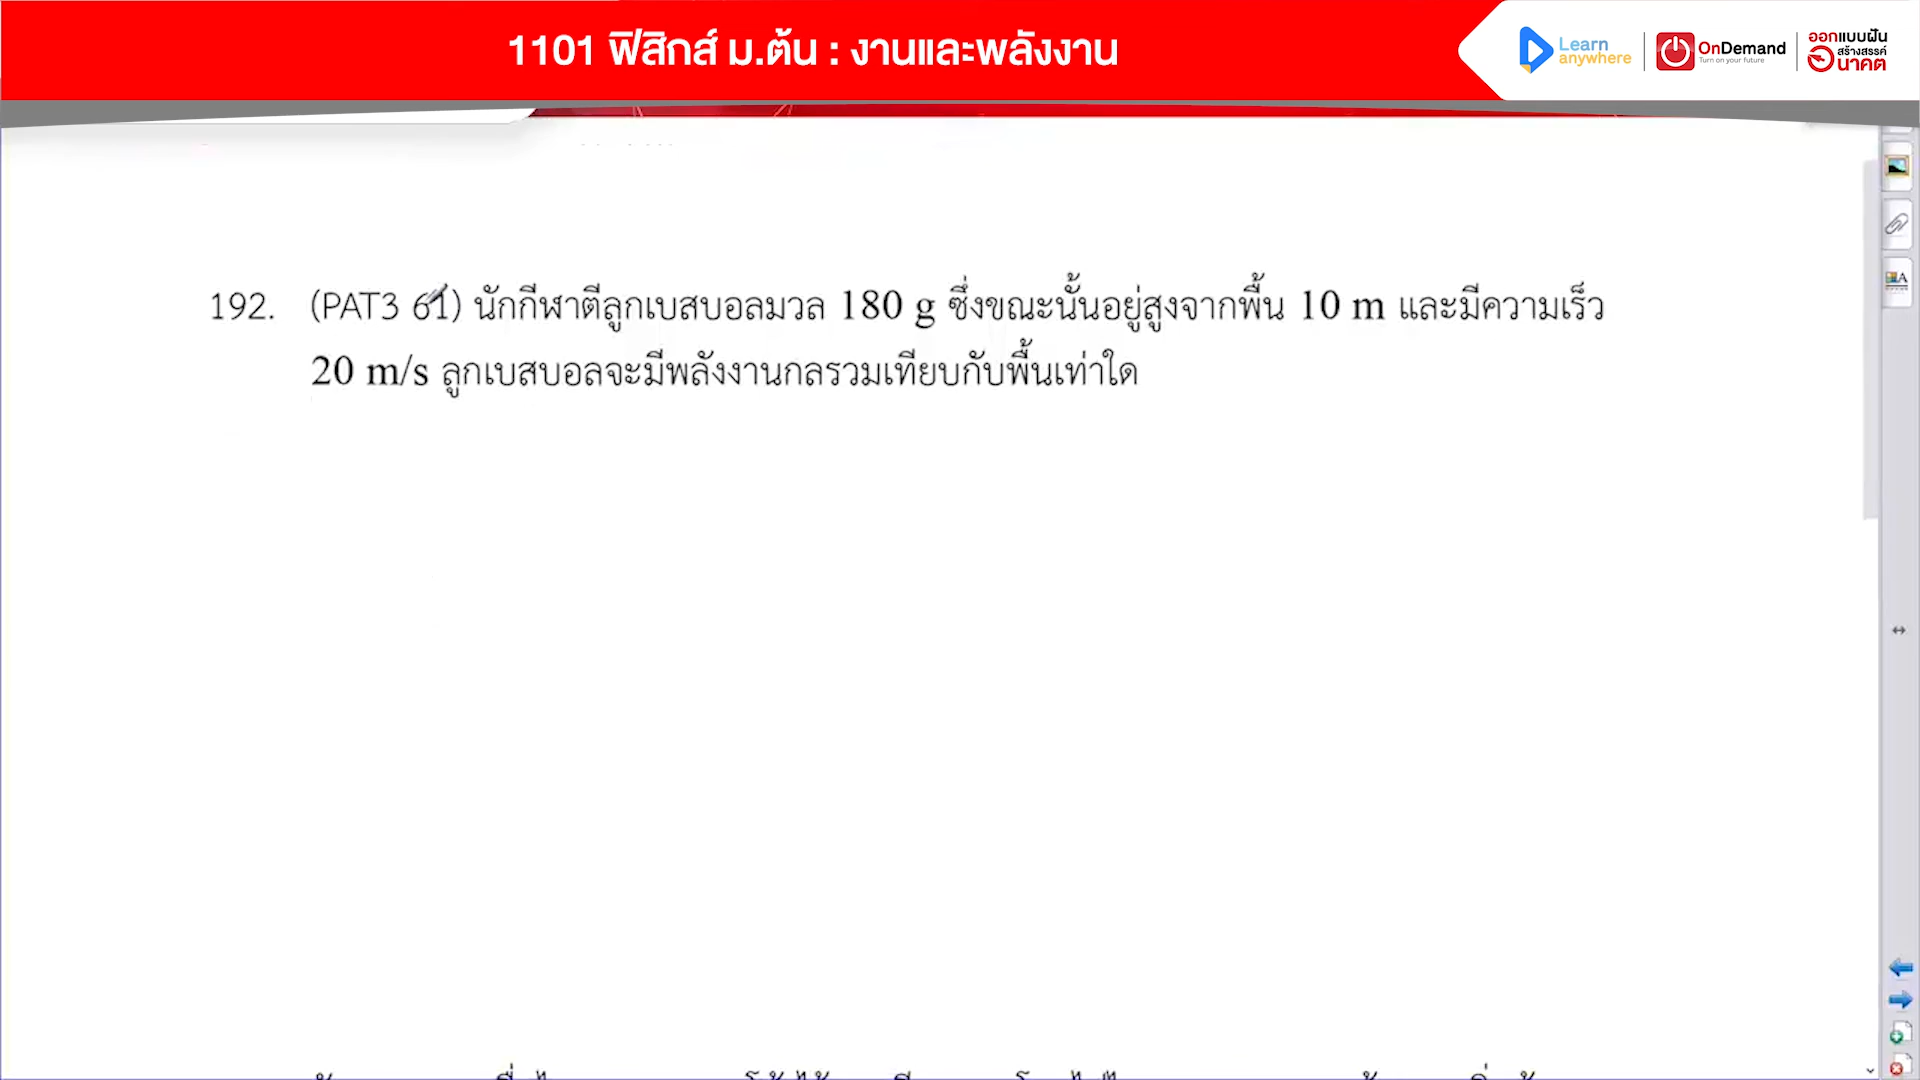 1101 ฟิสิกส์ ม.ต้น : งานและพลังงาน
Learn anywhere
OnDemand
Turn on your future
ออกแบบฝัน
สร้างสรรค์
อนาคต
192. (PAT3 61) นักกีฬาตีลูกเบสบอลมวล 180 g ซึ่งขณะนั้นอยู่สูงจากพื้น 10 m และมีความเร็ว
20 m/s ลูกเบสบอลจะมีพลังงานกลรวมเทียบกับพื้นเท่าใด